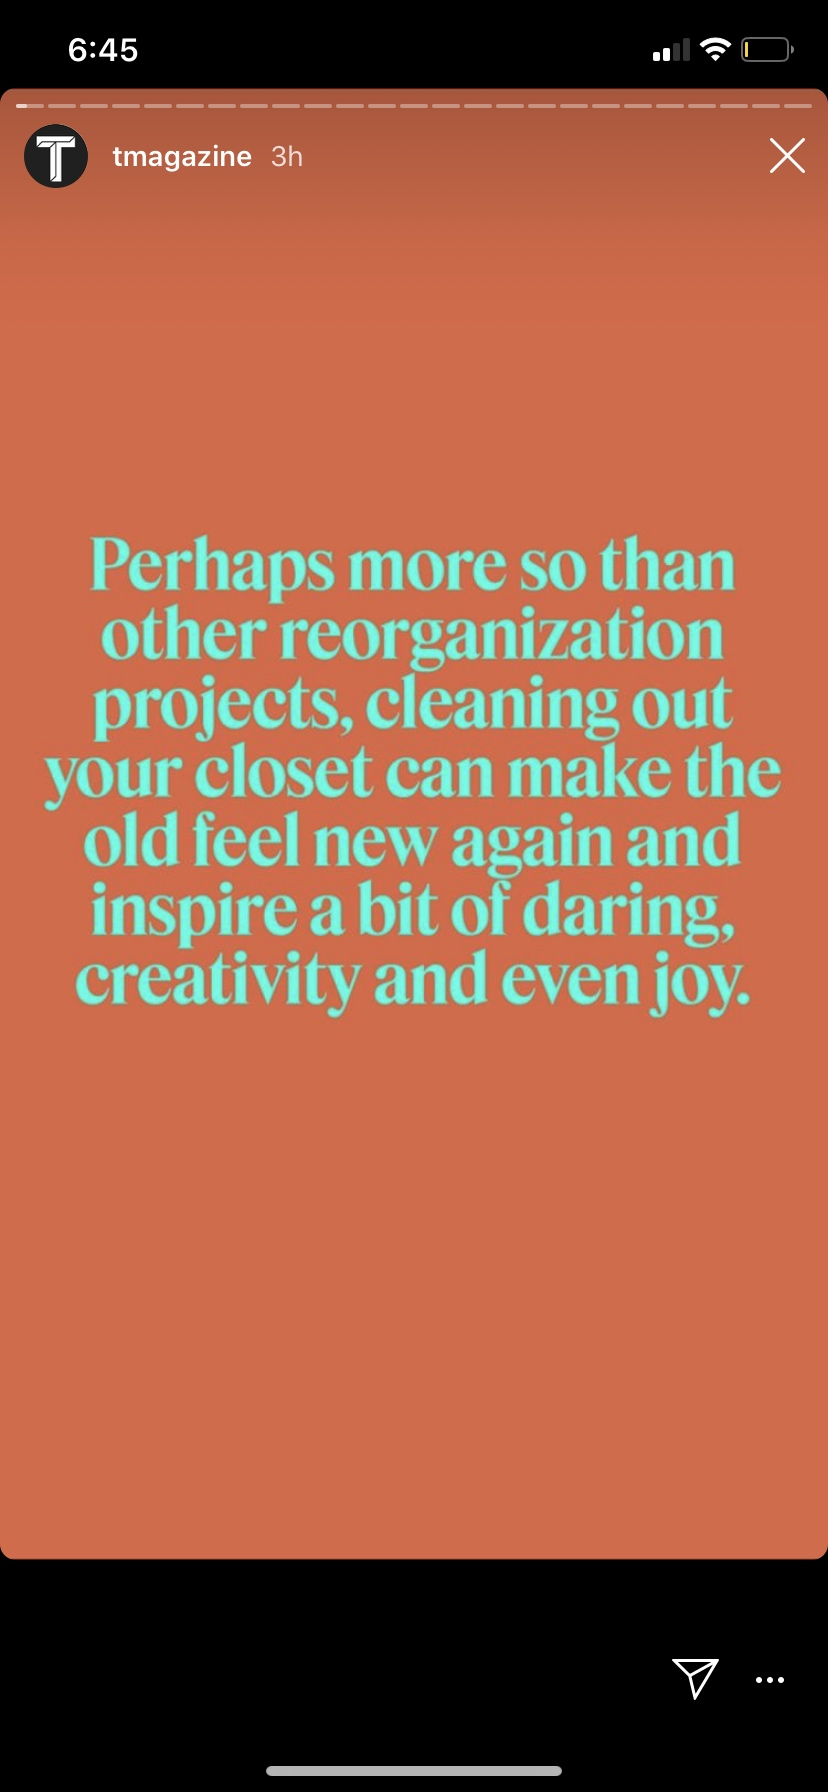 6:45
T
tmagazine 3h
Perhaps more so than
other reorganization
projects, cleaning out
your closet can make the
old feel new again and
inspire a bit of daring,
creativity and even joy.